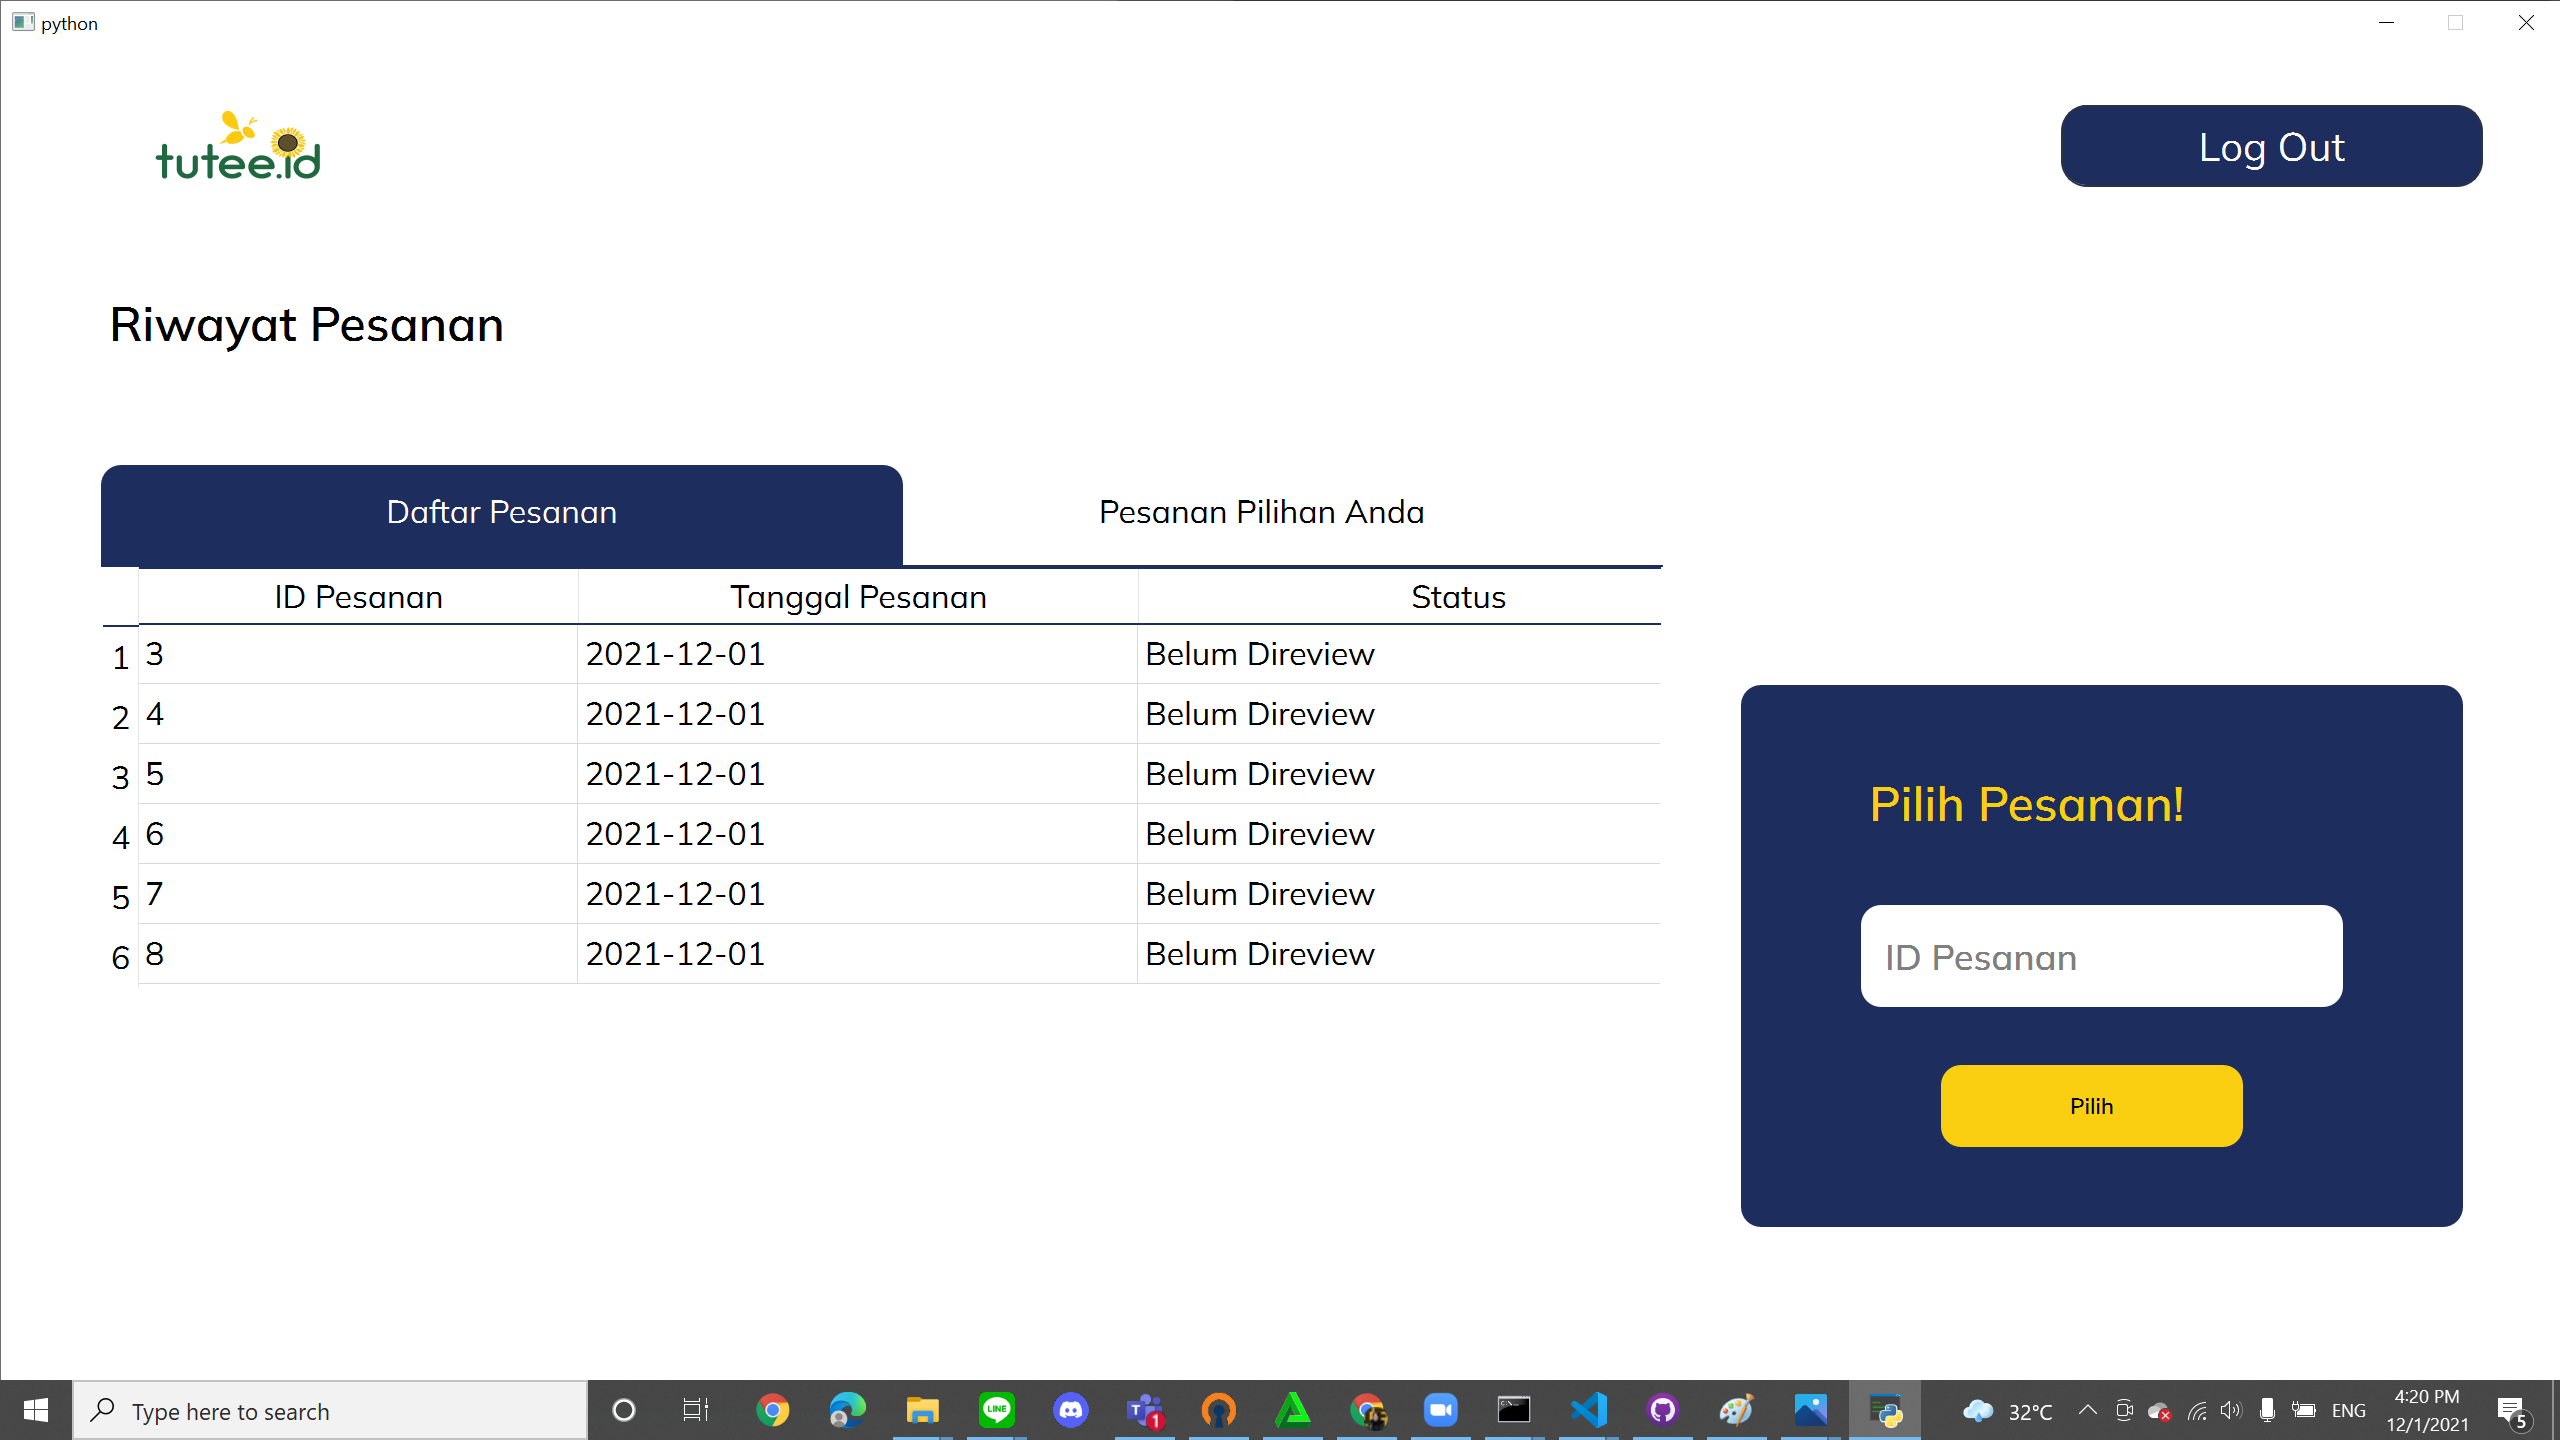 python
tutee.id
Log Out
Riwayat Pesanan
Daftar Pesanan
Pesanan Pilihan Anda
ID Pesanan Tanggal Pesanan Status
1 3 2021-12-01 Belum Direview
2 4 2021-12-01 Belum Direview
3 5 2021-12-01 Belum Direview
4 6 2021-12-01 Belum Direview
5 7 2021-12-01 Belum Direview
6 8 2021-12-01 Belum Direview
Pilih Pesanan!
ID Pesanan
Pilih
Type here to search
LINE
T
1
32°C
ENG
4:20 PM
12/1/2021
5